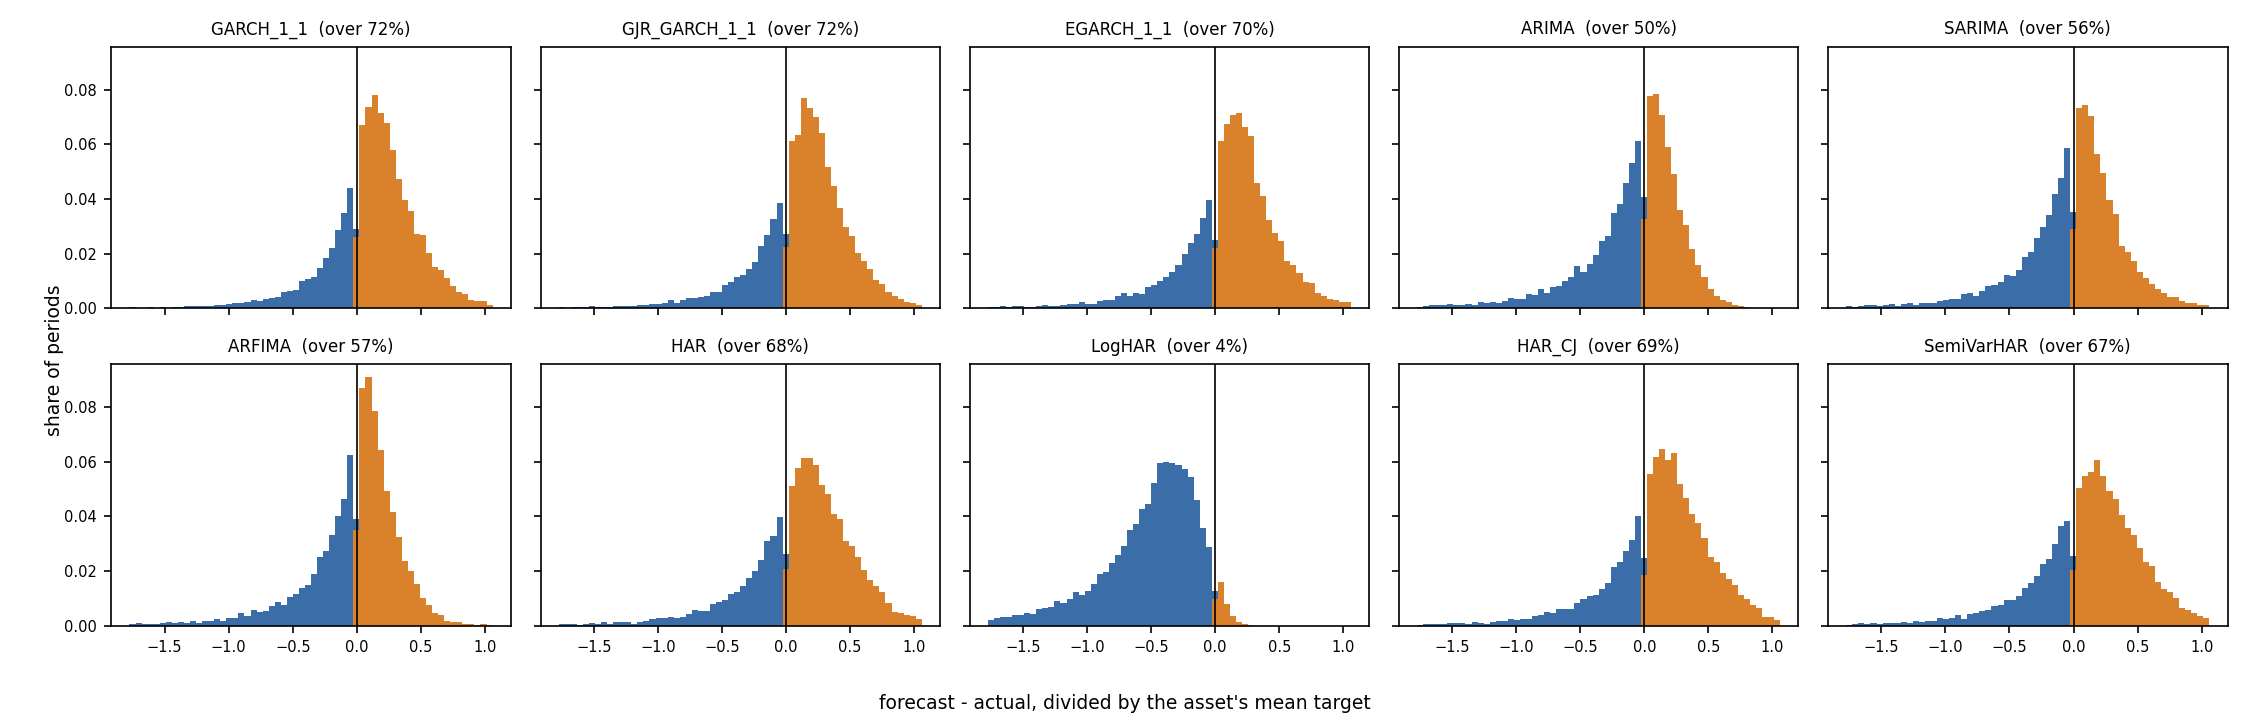 GARCH_1_1  (over 72%)
GJR_GARCH_1_1  (over 72%)
EGARCH_1_1  (over 70%)
ARIMA  (over 50%)
SARIMA  (over 56%)
0.08
0.06
0.04
0.02
0.00
share of periods
ARFIMA  (over 57%)
HAR  (over 68%)
LogHAR  (over 4%)
HAR_CJ  (over 69%)
SemiVarHAR  (over 67%)
0.08
0.06
0.04
0.02
0.00
−1.5 −1.0 −0.5 0.0 0.5 1.0
−1.5 −1.0 −0.5 0.0 0.5 1.0
−1.5 −1.0 −0.5 0.0 0.5 1.0
−1.5 −1.0 −0.5 0.0 0.5 1.0
−1.5 −1.0 −0.5 0.0 0.5 1.0
forecast - actual, divided by the asset's mean target